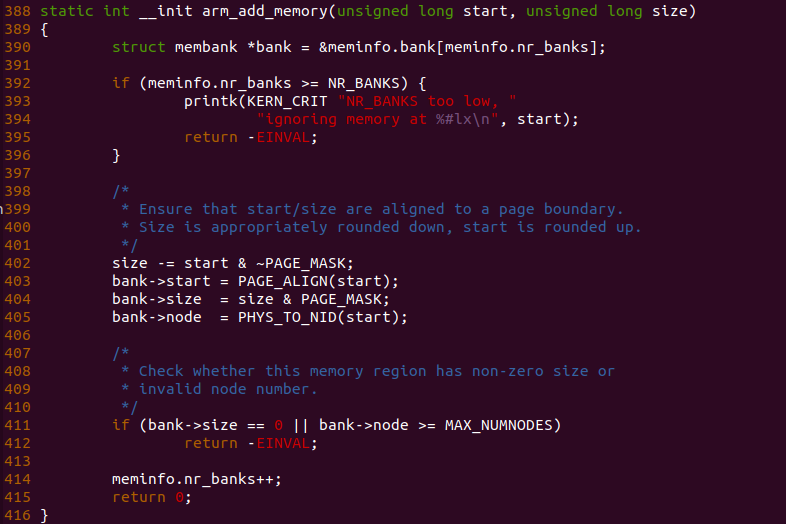 388 static int __init arm_add_memory(unsigned long start, unsigned long size)
389 {
390         struct membank *bank = &meminfo.bank[meminfo.nr_banks];
391
392         if (meminfo.nr_banks >= NR_BANKS) {
393                 printk(KERN_CRIT "NR_BANKS too low, "
394                         "ignoring memory at %#lx\n", start);
395                 return -EINVAL;
396         }
397
398         /*
399          * Ensure that start/size are aligned to a page boundary.
400          * Size is appropriately rounded down, start is rounded up.
401          */
402         size -= start & ~PAGE_MASK;
403         bank->start = PAGE_ALIGN(start);
404         bank->size  = size & PAGE_MASK;
405         bank->node  = PHYS_TO_NID(start);
406
407         /*
408          * Check whether this memory region has non-zero size or
409          * invalid node number.
410          */
411         if (bank->size == 0 || bank->node >= MAX_NUMNODES)
412                 return -EINVAL;
413
414         meminfo.nr_banks++;
415         return 0;
416 }